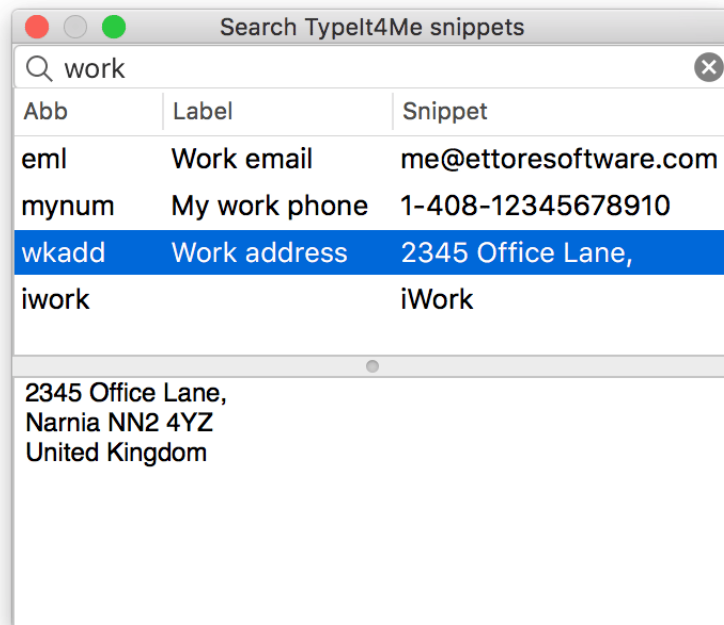 Search TypeIt4Me snippets
work
Abb Label Snippet
eml Work email me@ettoresoftware.com
mynum My work phone 1-408-12345678910
wkadd Work address 2345 Office Lane,
iwork iWork
2345 Office Lane,
Narnia NN2 4YZ
United Kingdom